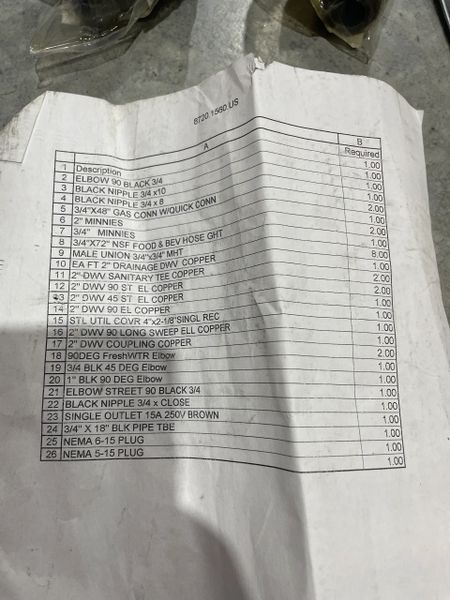 8720.1560.US
A B
1 Description Required
2 ELBOW 90 BLACK 3/4 1.00
3 BLACK NIPPLE 3/4 x10 1.00
4 BLACK NIPPLE 3/4 x 8 1.00
5 3/4"X48" GAS CONN W/QUICK CONN 1.00
6 2" MINNIES 2.00
7 3/4" MINNIES 1.00
8 3/4"X72" NSF FOOD & BEV HOSE GHT 2.00
9 MALE UNION 3/4"x3/4" MHT 1.00
10 EA FT 2" DRAINAGE DWV COPPER 8.00
11 2" DWV SANITARY TEE COPPER 1.00
12 2" DWV 90 ST EL COPPER 2.00
13 2" DWV 45 ST EL COPPER 2.00
14 2" DWV 90 EL COPPER 1.00
15 STL UTIL COVR 4"x2-1/8"SINGL REC 1.00
16 2" DWV 90 LONG SWEEP ELL COPPER 1.00
17 2" DWV COUPLING COPPER 1.00
18 90DEG FreshWTR Elbow 2.00
19 3/4 BLK 45 DEG Elbow 2.00
20 1" BLK 90 DEG Elbow 1.00
21 ELBOW STREET 90 BLACK 3/4 1.00
22 BLACK NIPPLE 3/4 x CLOSE 1.00
23 SINGLE OUTLET 15A 250V BROWN 1.00
24 3/4" X 18" BLK PIPE TBE 1.00
25 NEMA 6-15 PLUG 1.00
26 NEMA 5-15 PLUG 1.00